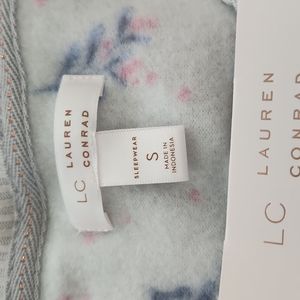 LC
LAUREN
CONRAD
SLEEPWEAR
S
MADE IN
INDONESIA
LC
LAUREN
CONRAD